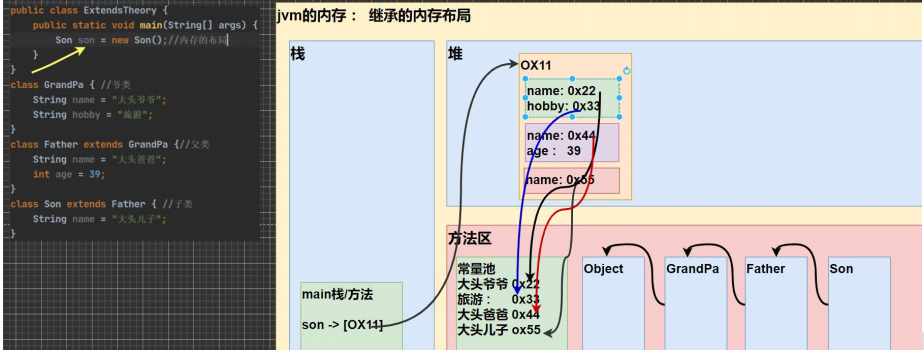 public class ExtendsTheory {
public static void main(String[] args) {
Son son = new Son();//内存的布局
}
}
class GrandPa { //爷类
String name = "大头爷爷";
String hobby = "旅游";
}
class Father extends GrandPa {//父类
String name = "大头爸爸";
int age = 39;
}
class Son extends Father { //子类
String name = "大头儿子";
}
jvm的内存： 继承的内存布局
栈
main栈/方法
son -> [OX11]
堆
OX11
name: 0x22
hobby: 0x33
name: 0x44
age： 39
name: 0x55
方法区
常量池
大头爷爷 0x22
旅游： 0x33
大头爸爸 0x44
大头儿子 0x55
Object
GrandPa
Father
Son